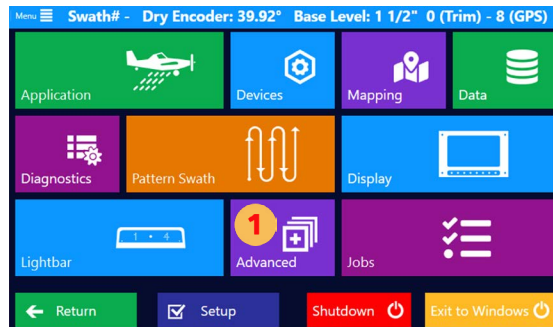 Menu Swath# - Dry Encoder: 39.92° Base Level: 1 1/2" 0 (Trim) - 8 (GPS)
Application
Devices
Mapping
Data
Diagnostics
Pattern Swath
Display
Lightbar
1 • 4
1
Advanced
Jobs
Return
Setup
Shutdown
Exit to Windows